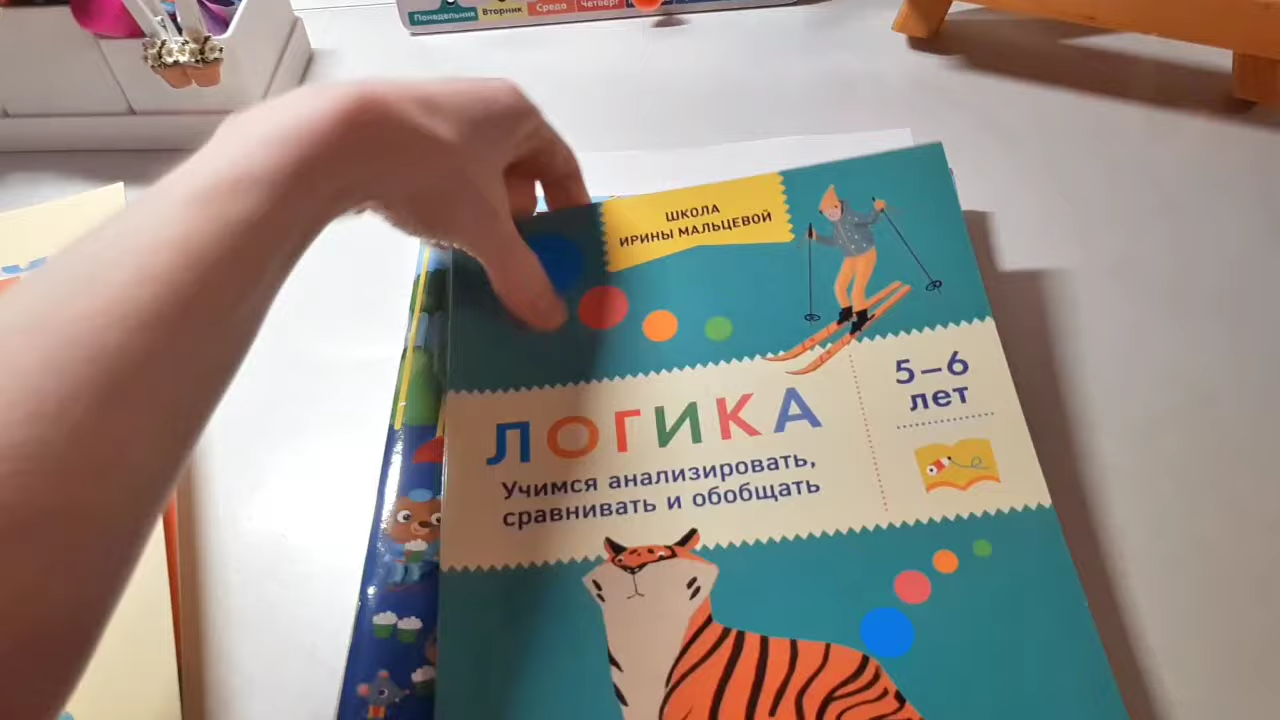 Понедельник Вторник Среда Четверг
ШКОЛА
ИРИНЫ МАЛЬЦЕВОЙ
5–6
лет
ЛОГИКА
Учимся анализировать,
сравнивать и обобщать